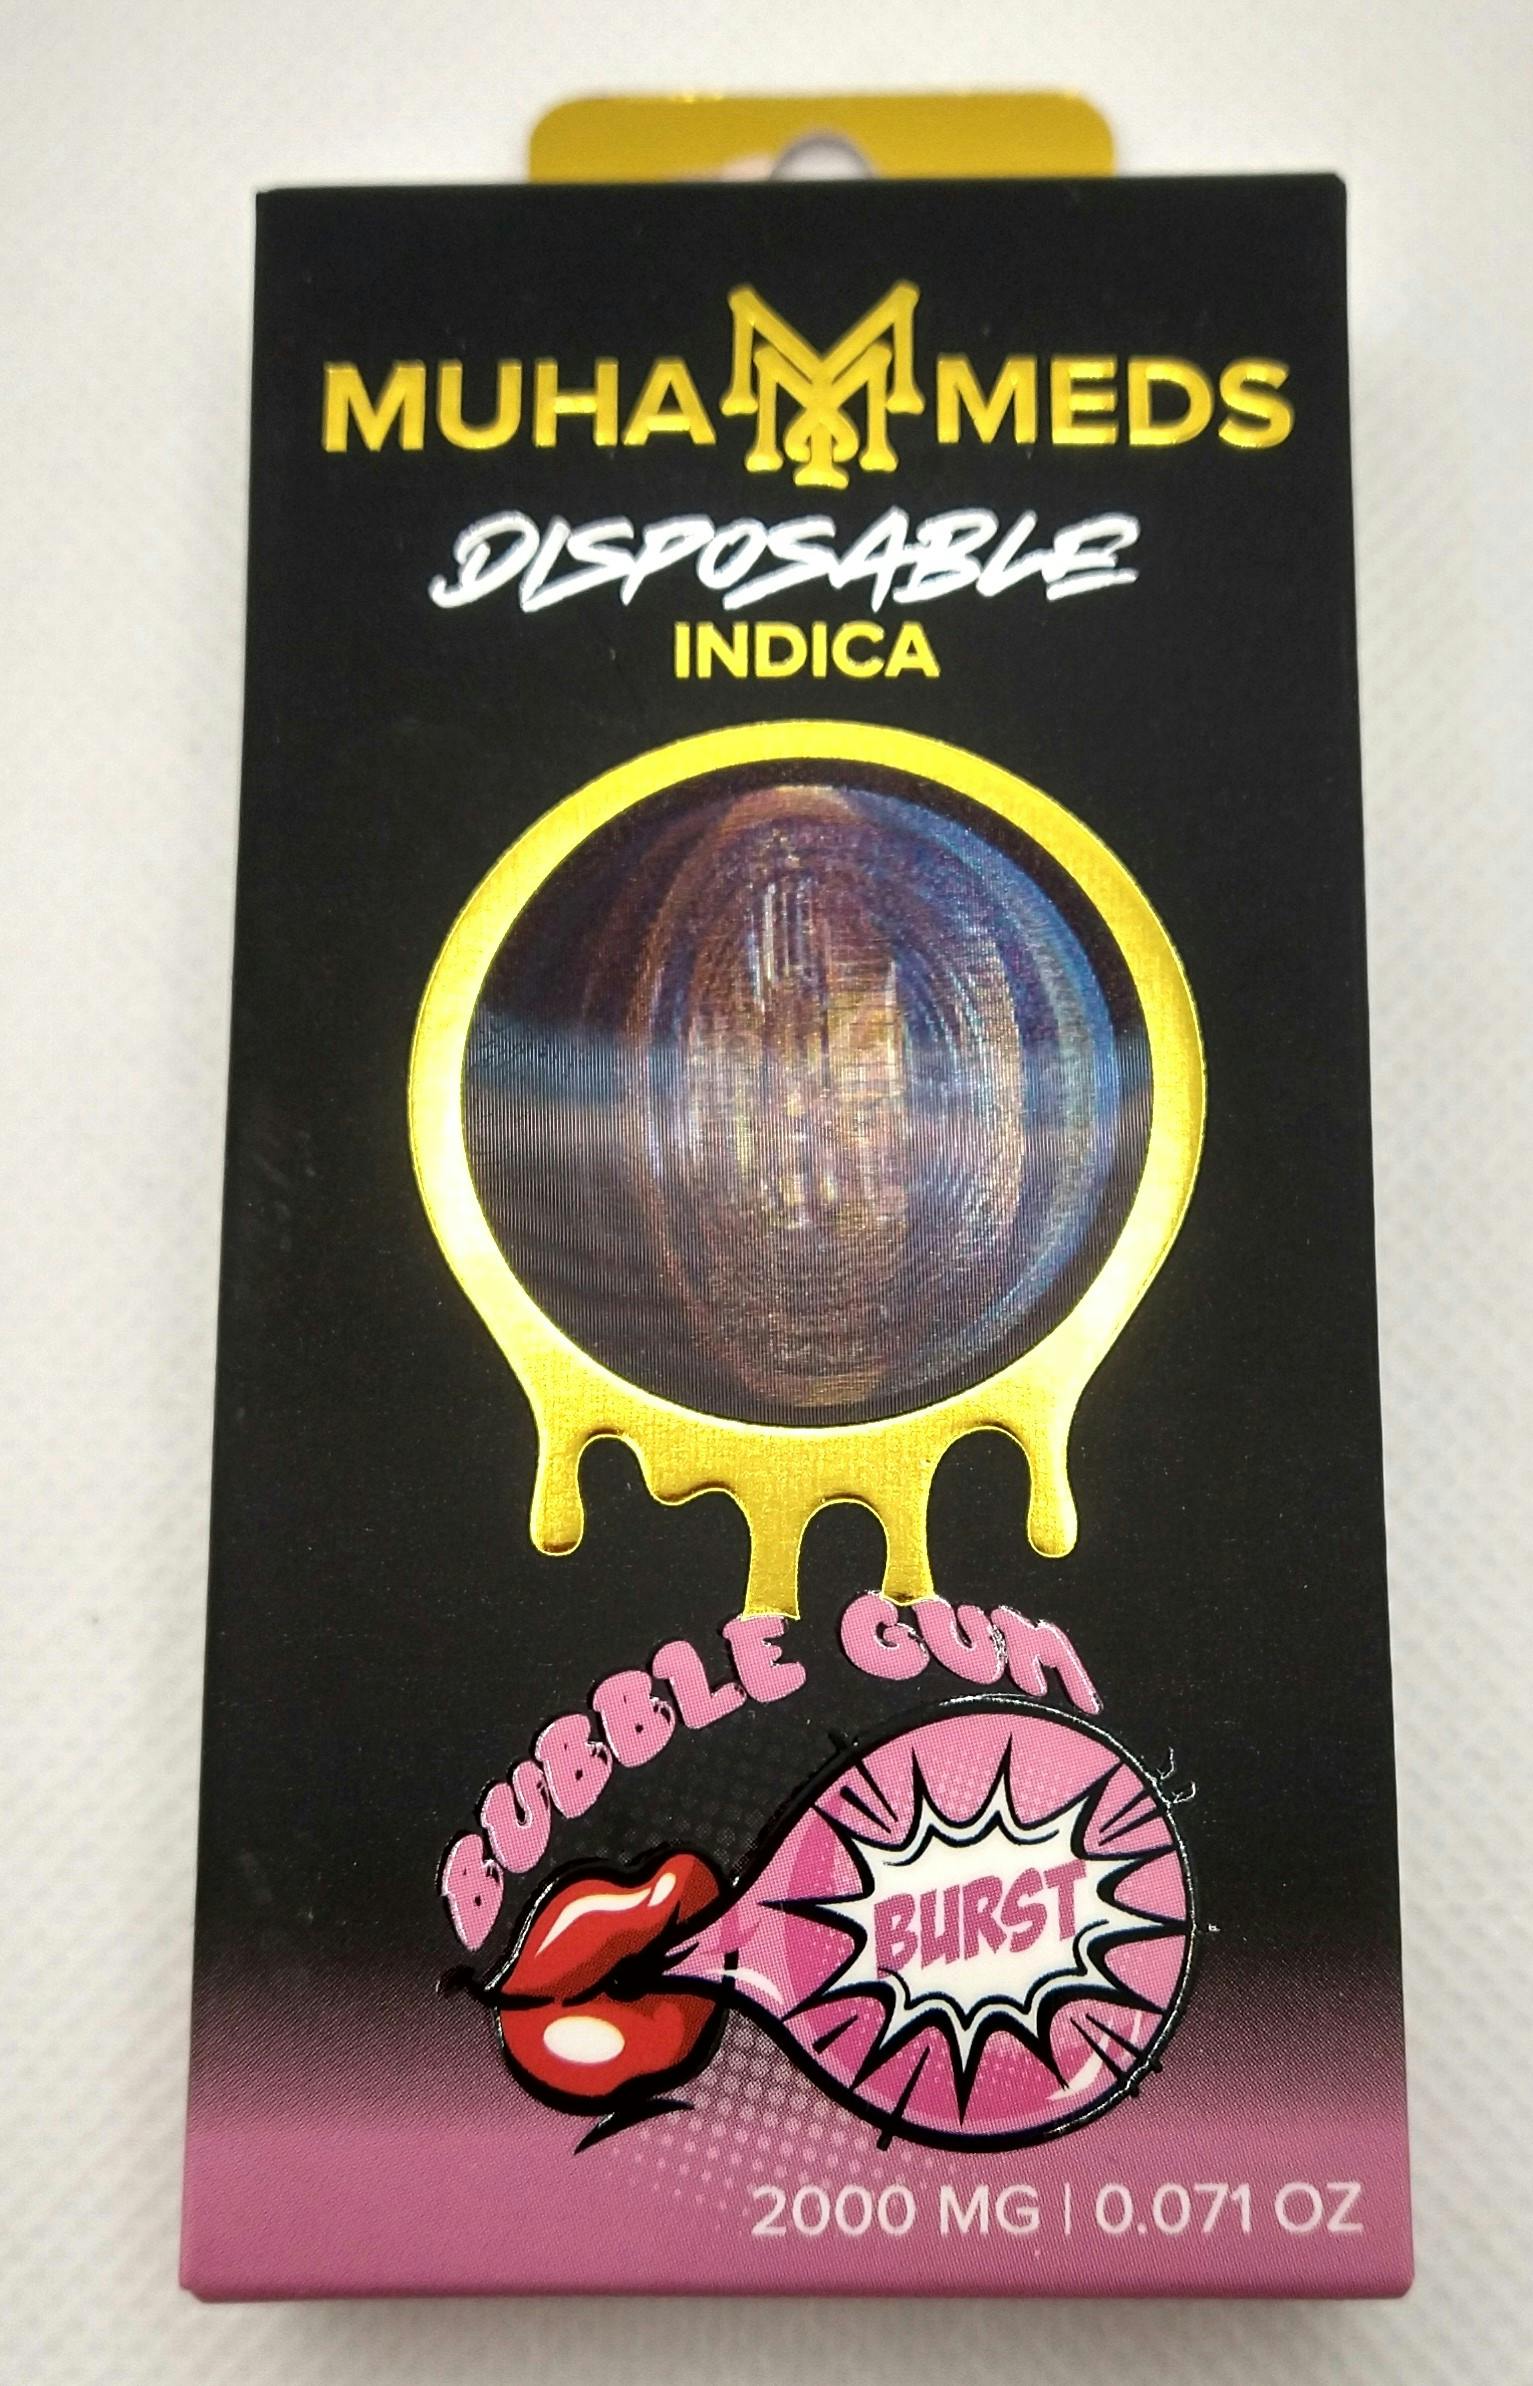 MUHA MEDS
DISPOSABLE
INDICA
BUBBLE GUM
BURST
2000 MG | 0.071 OZ